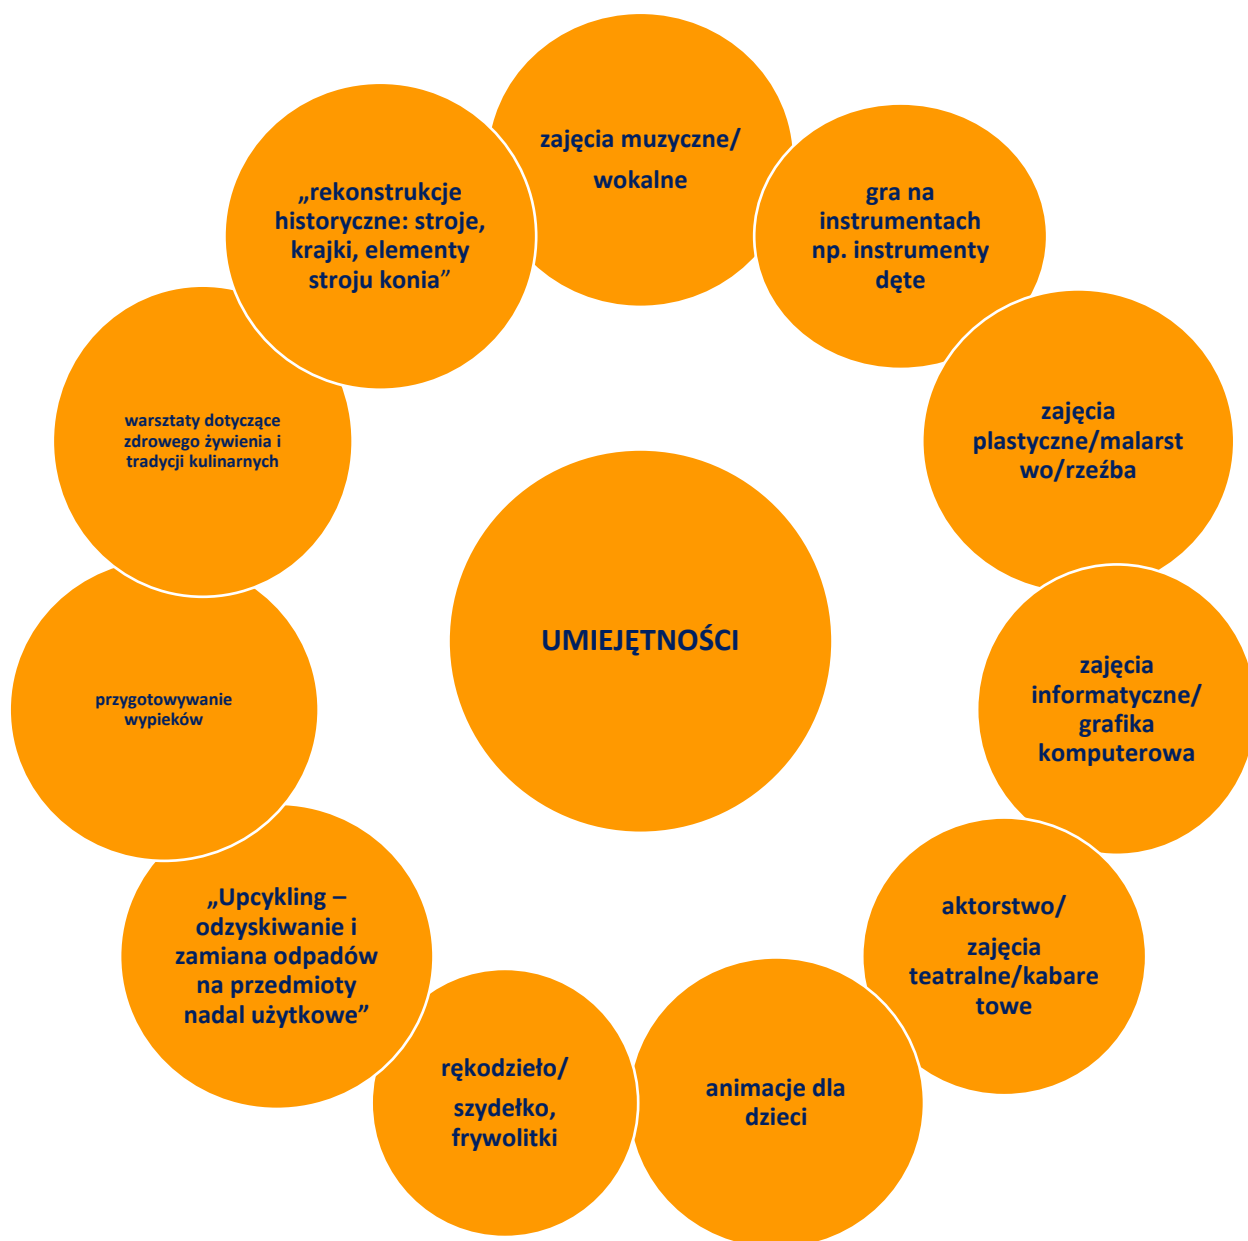 zajęcia muzyczne/
wokalne
gra na
instrumentach
np. instrumenty
dęte
zajęcia
plastyczne/malarst
wo/rzeźba
zajęcia
informatyczne/
grafika
komputerowa
aktorstwo/
zajęcia
teatralne/kabare
towe
animacje dla
dzieci
rękodzieło/
szydełko,
frywolitki
„Upcykling –
odzyskiwanie i
zamiana odpadów
na przedmioty
nadal użytkowe”
przygotowywanie
wypieków
warsztaty dotyczące
zdrowego żywienia i
tradycji kulinarnych
„rekonstrukcje
historyczne: stroje,
krajki, elementy
stroju konia”
UMIEJĘTNOŚCI